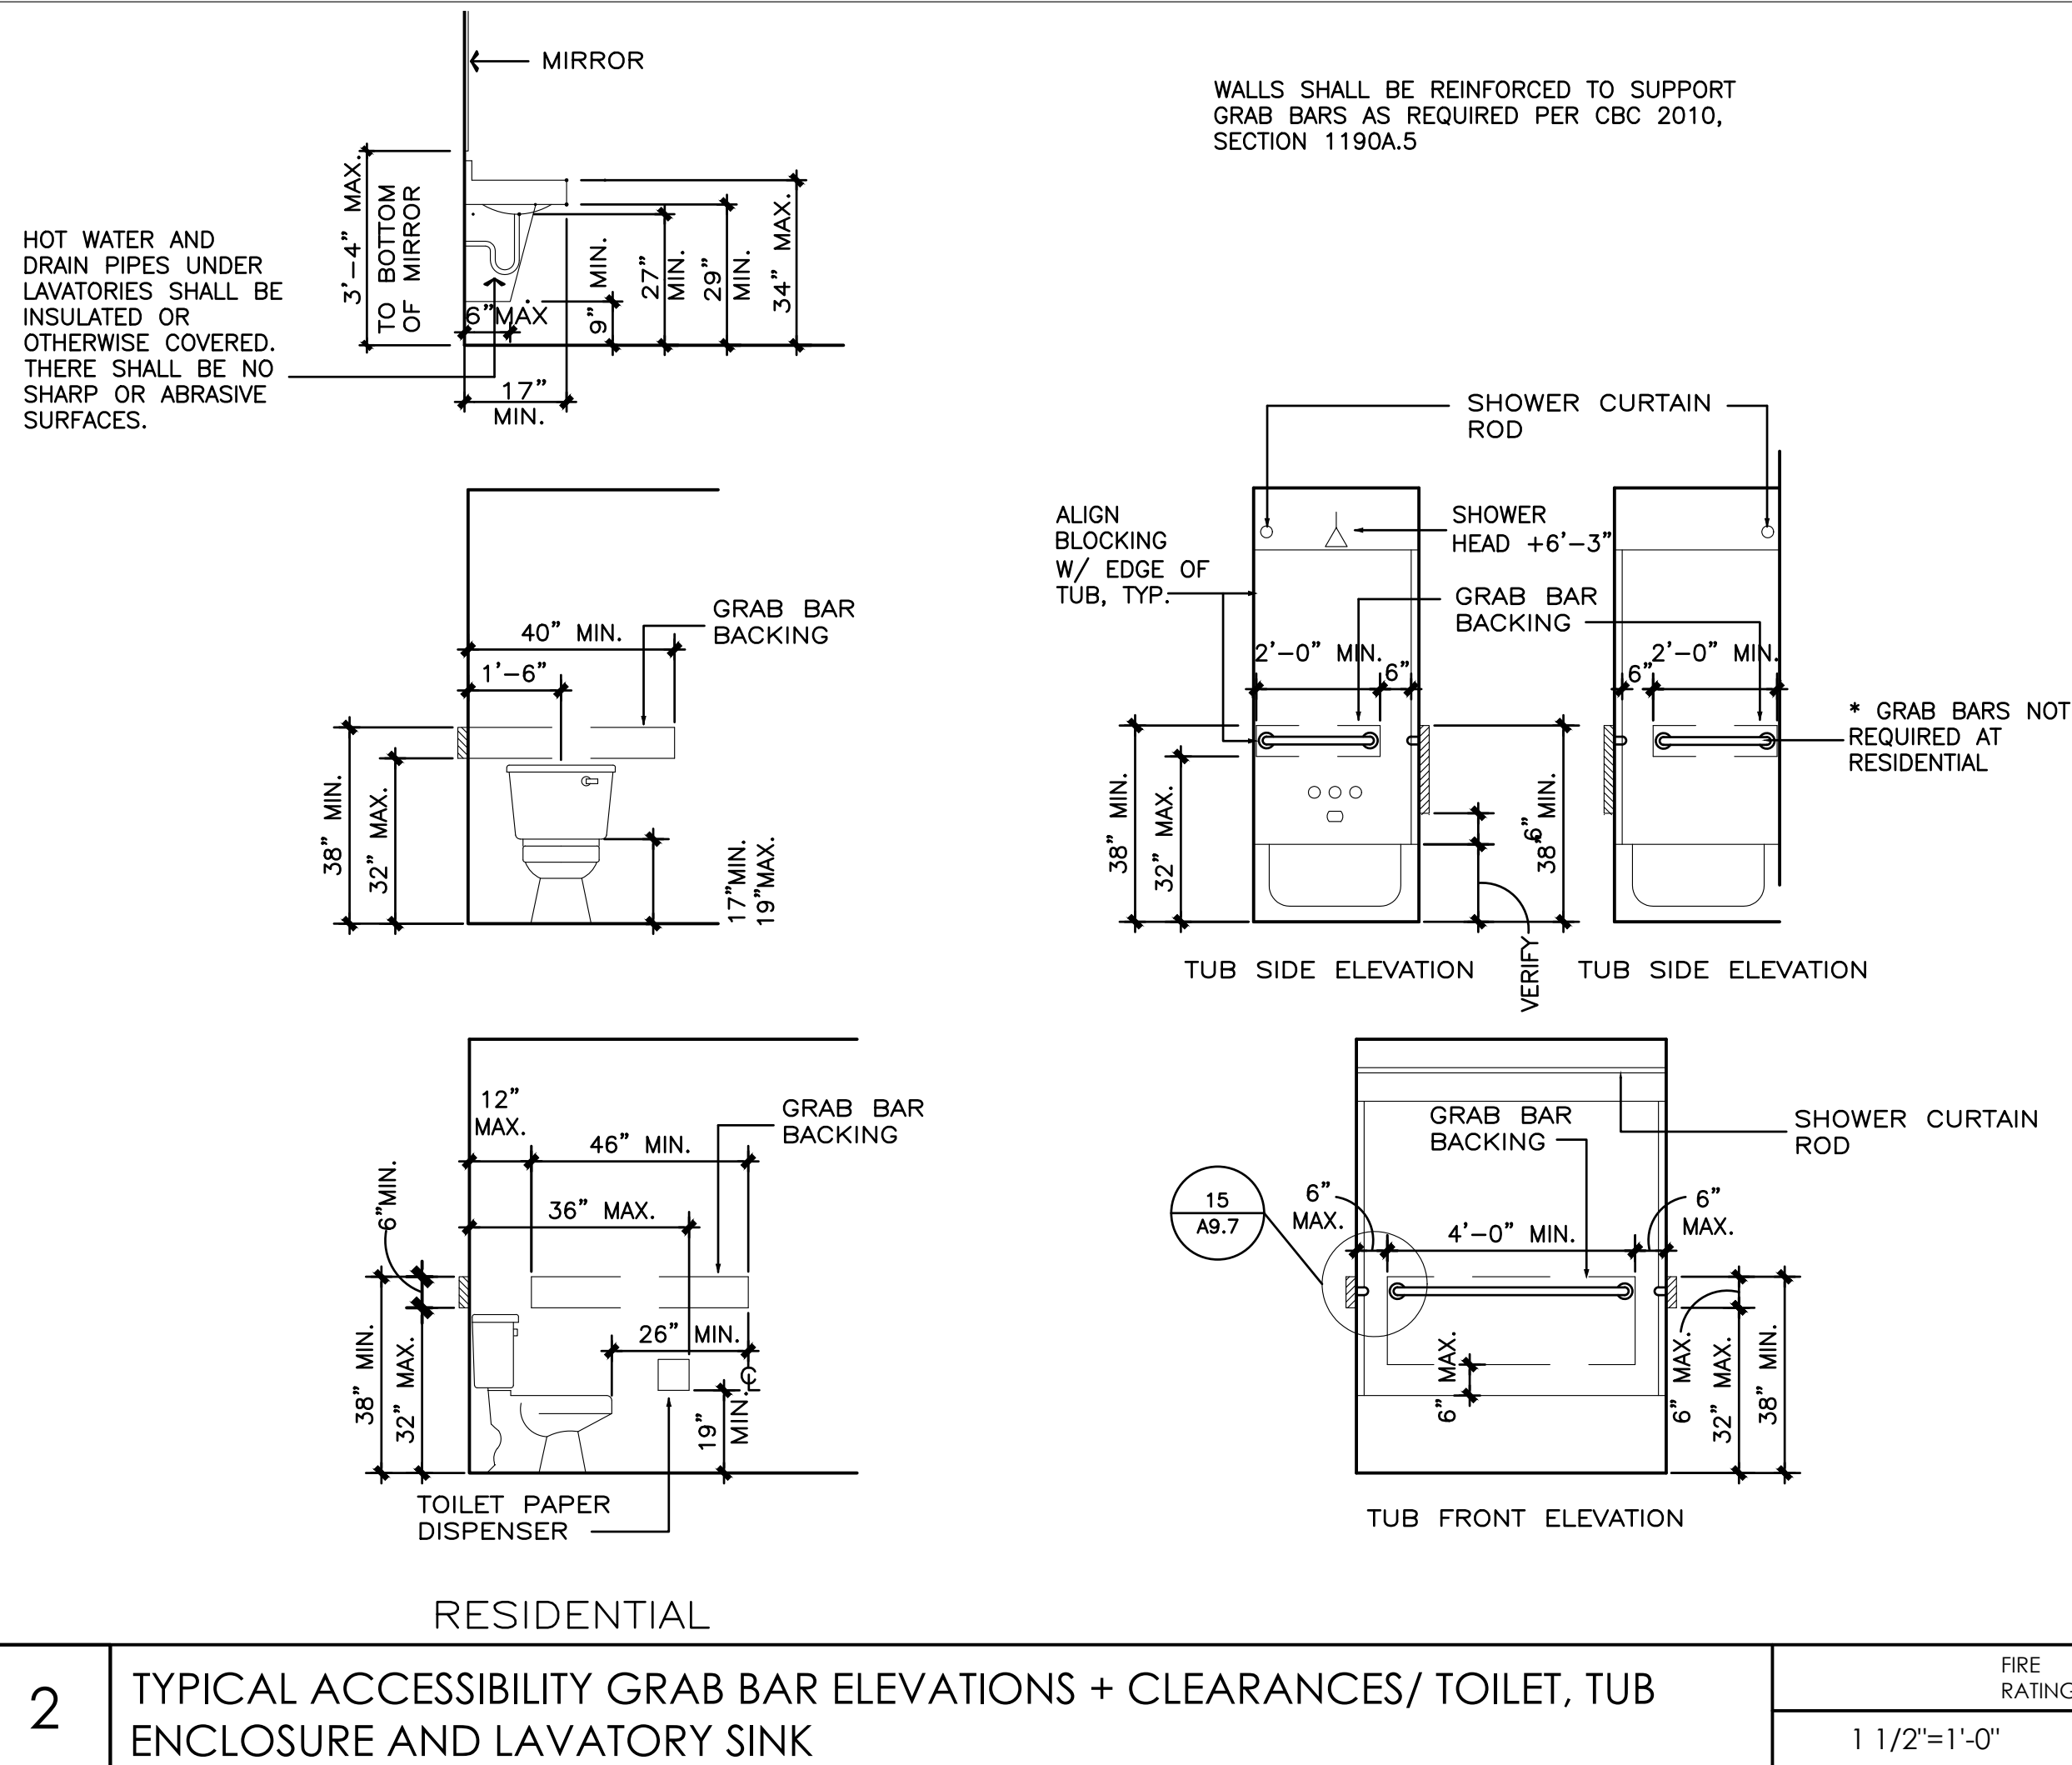 MIRROR
WALLS SHALL BE REINFORCED TO SUPPORT
GRAB BARS AS REQUIRED PER CBC 2010,
SECTION 1190A.5
HOT WATER AND
DRAIN PIPES UNDER
LAVATORIES SHALL BE
INSULATED OR
OTHERWISE COVERED.
THERE SHALL BE NO
SHARP OR ABRASIVE
SURFACES.
3'-4" MAX.
TO BOTTOM
OF MIRROR
6"MAX
17"
MIN.
9" MIN.
27"
MIN.
29"
MIN.
34" MAX.
GRAB BAR
BACKING
40" MIN.
1'-6"
38" MIN.
32" MAX.
17"MIN.
19"MAX.
SHOWER CURTAIN
ROD
ALIGN
BLOCKING
W/ EDGE OF
TUB, TYP.
SHOWER
HEAD +6'-3"
GRAB BAR
BACKING
2'-0" MIN.
6"
6"
2'-0" MIN.
* GRAB BARS NOT
REQUIRED AT
RESIDENTIAL
38" MIN.
32" MAX.
6"
38" MIN.
VERIFY
TUB SIDE ELEVATION
TUB SIDE ELEVATION
12"
MAX.
46" MIN.
GRAB BAR
BACKING
6"MIN.
36" MAX.
38" MIN.
32" MAX.
26" MIN.
19"
MIN.
CL
TOILET PAPER
DISPENSER
GRAB BAR
BACKING
SHOWER CURTAIN
ROD
15
A9.7
6"
MAX.
4'-0" MIN.
6"
MAX.
6" MAX.
6" MAX.
32" MAX.
38" MIN.
TUB FRONT ELEVATION
RESIDENTIAL
2
TYPICAL ACCESSIBILITY GRAB BAR ELEVATIONS + CLEARANCES/ TOILET, TUB
ENCLOSURE AND LAVATORY SINK
FIRE
RATING
1 1/2"=1'-0"